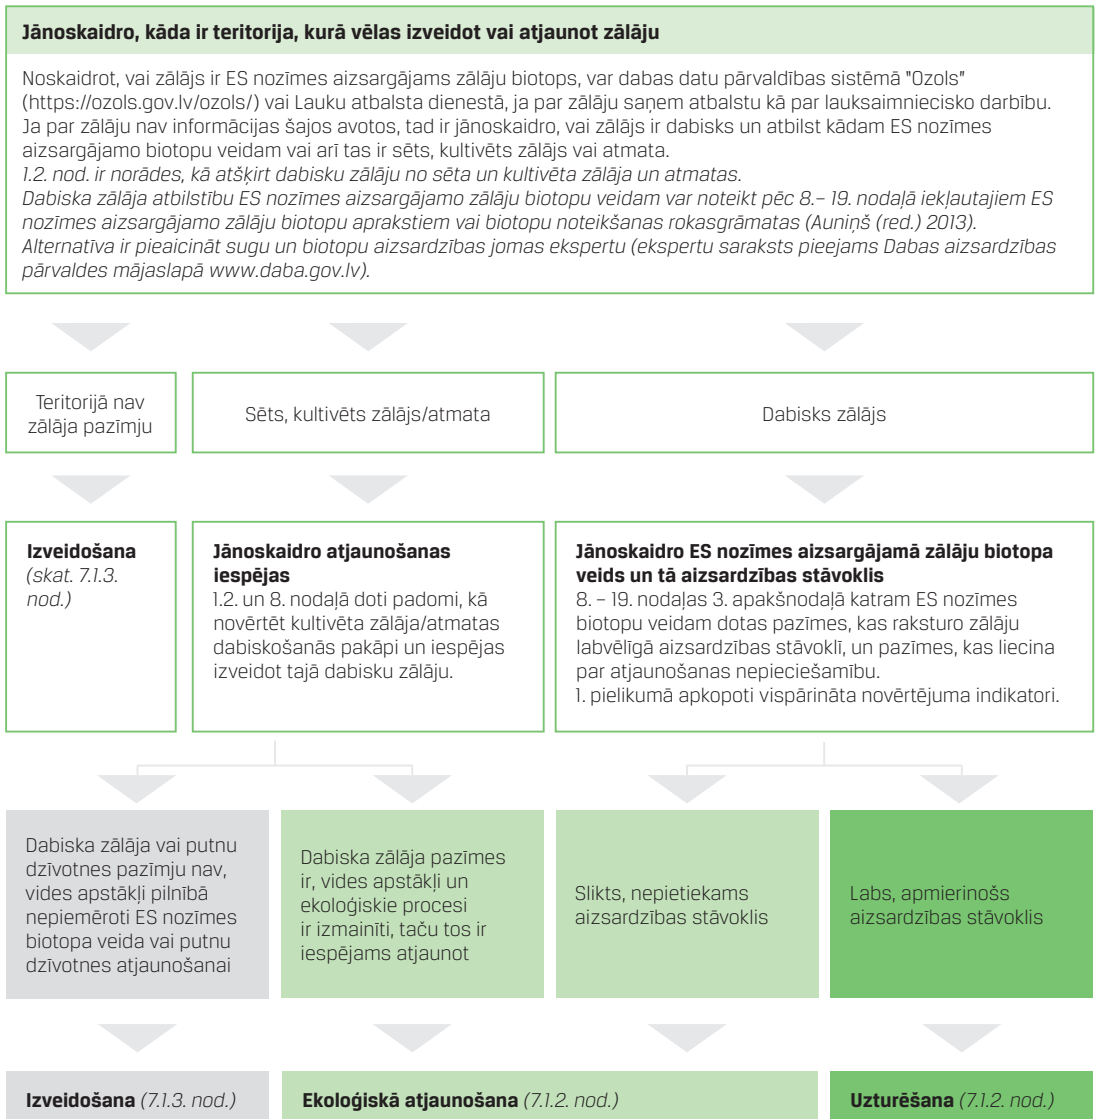 Jānoskaidro, kāda ir teritorija, kurā vēlas izveidot vai atjaunot zālāju
Noskaidrot, vai zālājs ir ES nozīmes aizsargājams zālāju biotops, var dabas datu pārvaldības sistēmā "Ozols"
(https://ozols.gov.lv/ozols/) vai Lauku atbalsta dienestā, ja par zālāju saņem atbalstu kā par lauksaimniecisko darbību.
Ja par zālāju nav informācijas šajos avotos, tad ir jānoskaidro, vai zālājs ir dabisks un atbilst kādam ES nozīmes
aizsargājamo biotopu veidam vai arī tas ir sēts, kultivēts zālājs vai atmata.
1.2. nod. ir norādes, kā atšķirt dabisku zālāju no sēta un kultivēta zālāja un atmatas.
Dabiska zālāja atbilstību ES nozīmes aizsargājamo zālāju biotopu veidam var noteikt pēc 8.– 19. nodaļā iekļautajiem ES
nozīmes aizsargājamo zālāju biotopu aprakstiem vai biotopu noteikšanas rokasgrāmatas (Auniņš (red.) 2013).
Alternatīva ir pieaicināt sugu un biotopu aizsardzības jomas ekspertu (ekspertu saraksts pieejams Dabas aizsardzības
pārvaldes mājaslapā www.daba.gov.lv).
Teritorijā nav
zālāja pazīmju
Sēts, kultivēts zālājs/atmata
Dabisks zālājs
Izveidošana
(skat. 7.1.3.
nod.)
Jānoskaidro atjaunošanas
iespējas
1.2. un 8. nodaļā doti padomi, kā
novērtēt kultivēta zālāja/atmatas
dabiskošanās pakāpi un iespējas
izveidot tajā dabisku zālāju.
Jānoskaidro ES nozīmes aizsargājamā zālāju biotopa
veids un tā aizsardzības stāvoklis
8. – 19. nodaļas 3. apakšnodaļā katram ES nozīmes
biotopu veidam dotas pazīmes, kas raksturo zālāju
labvēlīgā aizsardzības stāvoklī, un pazīmes, kas liecina
par atjaunošanas nepieciešamību.
1. pielikumā apkopoti vispārināta novērtējuma indikatori.
Dabiska zālāja vai putnu
dzīvotnes pazīmju nav,
vides apstākļi pilnībā
nepiemēroti ES nozīmes
biotopa veida vai putnu
dzīvotnes atjaunošanai
Dabiska zālāja pazīmes
ir, vides apstākļi un
ekoloģiskie procesi
ir izmainīti, taču tos ir
iespējams atjaunot
Slikts, nepietiekams
aizsardzības stāvoklis
Labs, apmierinošs
aizsardzības stāvoklis
Izveidošana (7.1.3. nod.)
Ekoloģiskā atjaunošana (7.1.2. nod.)
Uzturēšana (7.1.2. nod.)